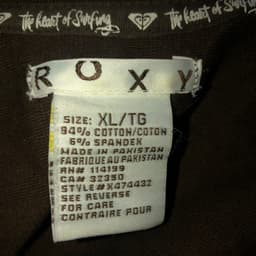 The heart of Surfing The heart of Surfing
ROXY
SIZE: XL/TG
94% COTTON/COTON
6% SPANDEX
MADE IN PAKISTAN
FABRIQUE AU PAKISTAN
RN# 114199
CA# 32350
STYLE# X474432
SEE REVERSE
FOR CARE
CONTRAIRE POUR